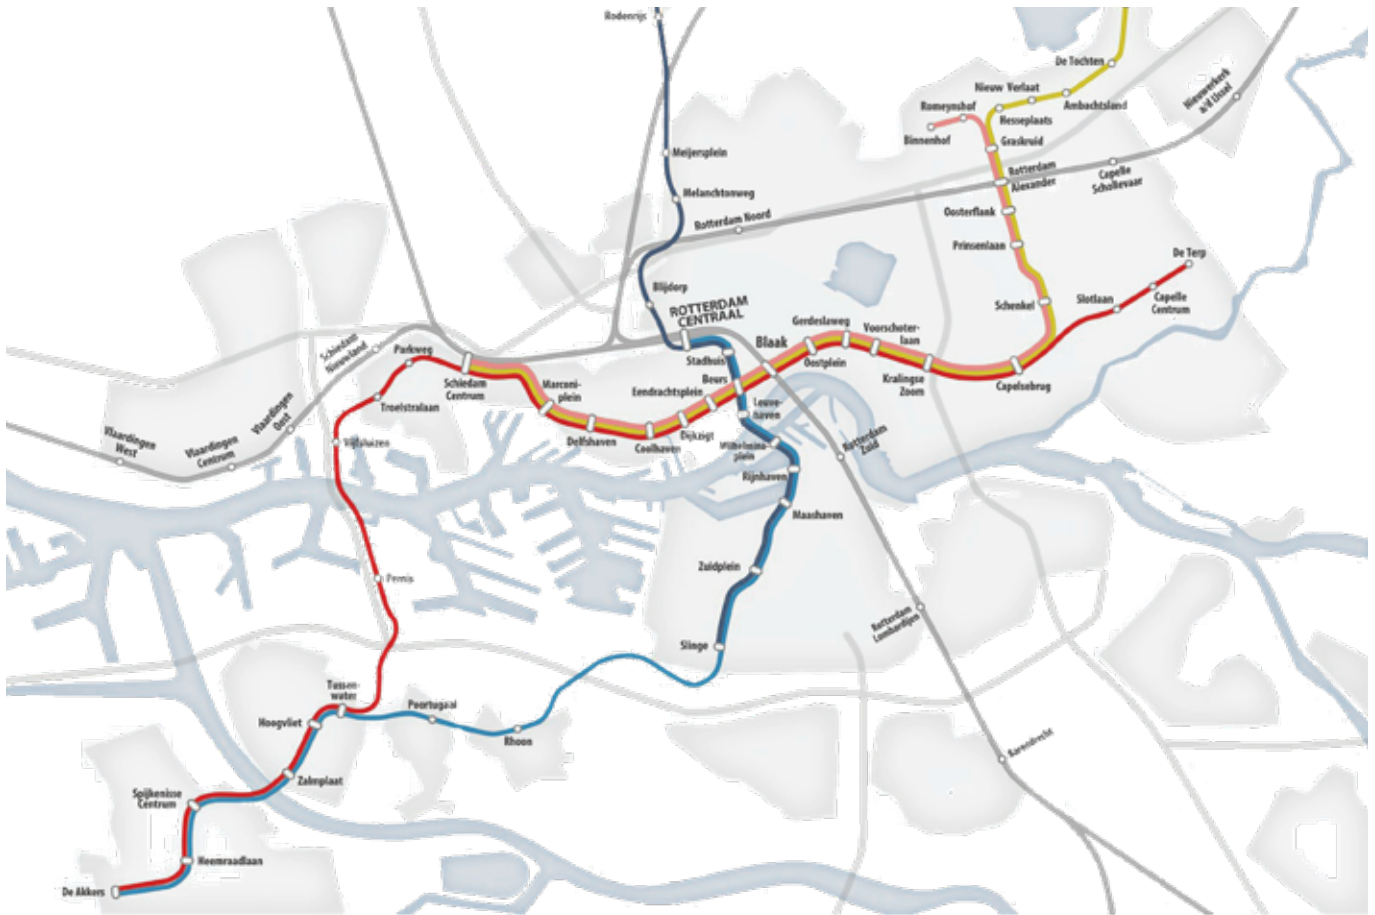 Rodenrijs
De Tochten
Nieuw Verlaat
Ambachtsland
Romeynshof
Hesseplaats
Binnenhof
Graskruid
Nieuwerkerk
a/d IJssel
Meijersplein
Rotterdam
Alexander
Capelle
Schollevaar
Melanchtonweg
Rotterdam Noord
Oosterflank
Prinsenlaan
De Terp
Blijdorp
Schenkel
Slotlaan
Capelle
Centrum
ROTTERDAM
CENTRAAL
Gerdesiaweg
Voorschoter-
laan
Blaak
Oostplein
Schiedam
Nieuwland
Parkweg
Stadhuis
Kralingse
Zoom
Capelsebrug
Schiedam
Centrum
Marconi-
plein
Eendrachtsplein
Beurs
Troelstralaan
Leuve-
haven
Vlaardingen
Oost
Vlaardingen
West
Vlaardingen
Centrum
Vijfsluizen
Delfshaven
Coolhaven
Dijkzigt
Wilhelmina-
plein
Rotterdam
Zuid
Rijnhaven
Maashaven
Zuidplein
Pernis
Rotterdam
Lombardijen
Slinge
Tussen-
water
Hoogvliet
Poortugaal
Rhoon
Barendrecht
Zalmplaat
Spijkenisse
Centrum
Heemraadlaan
De Akkers